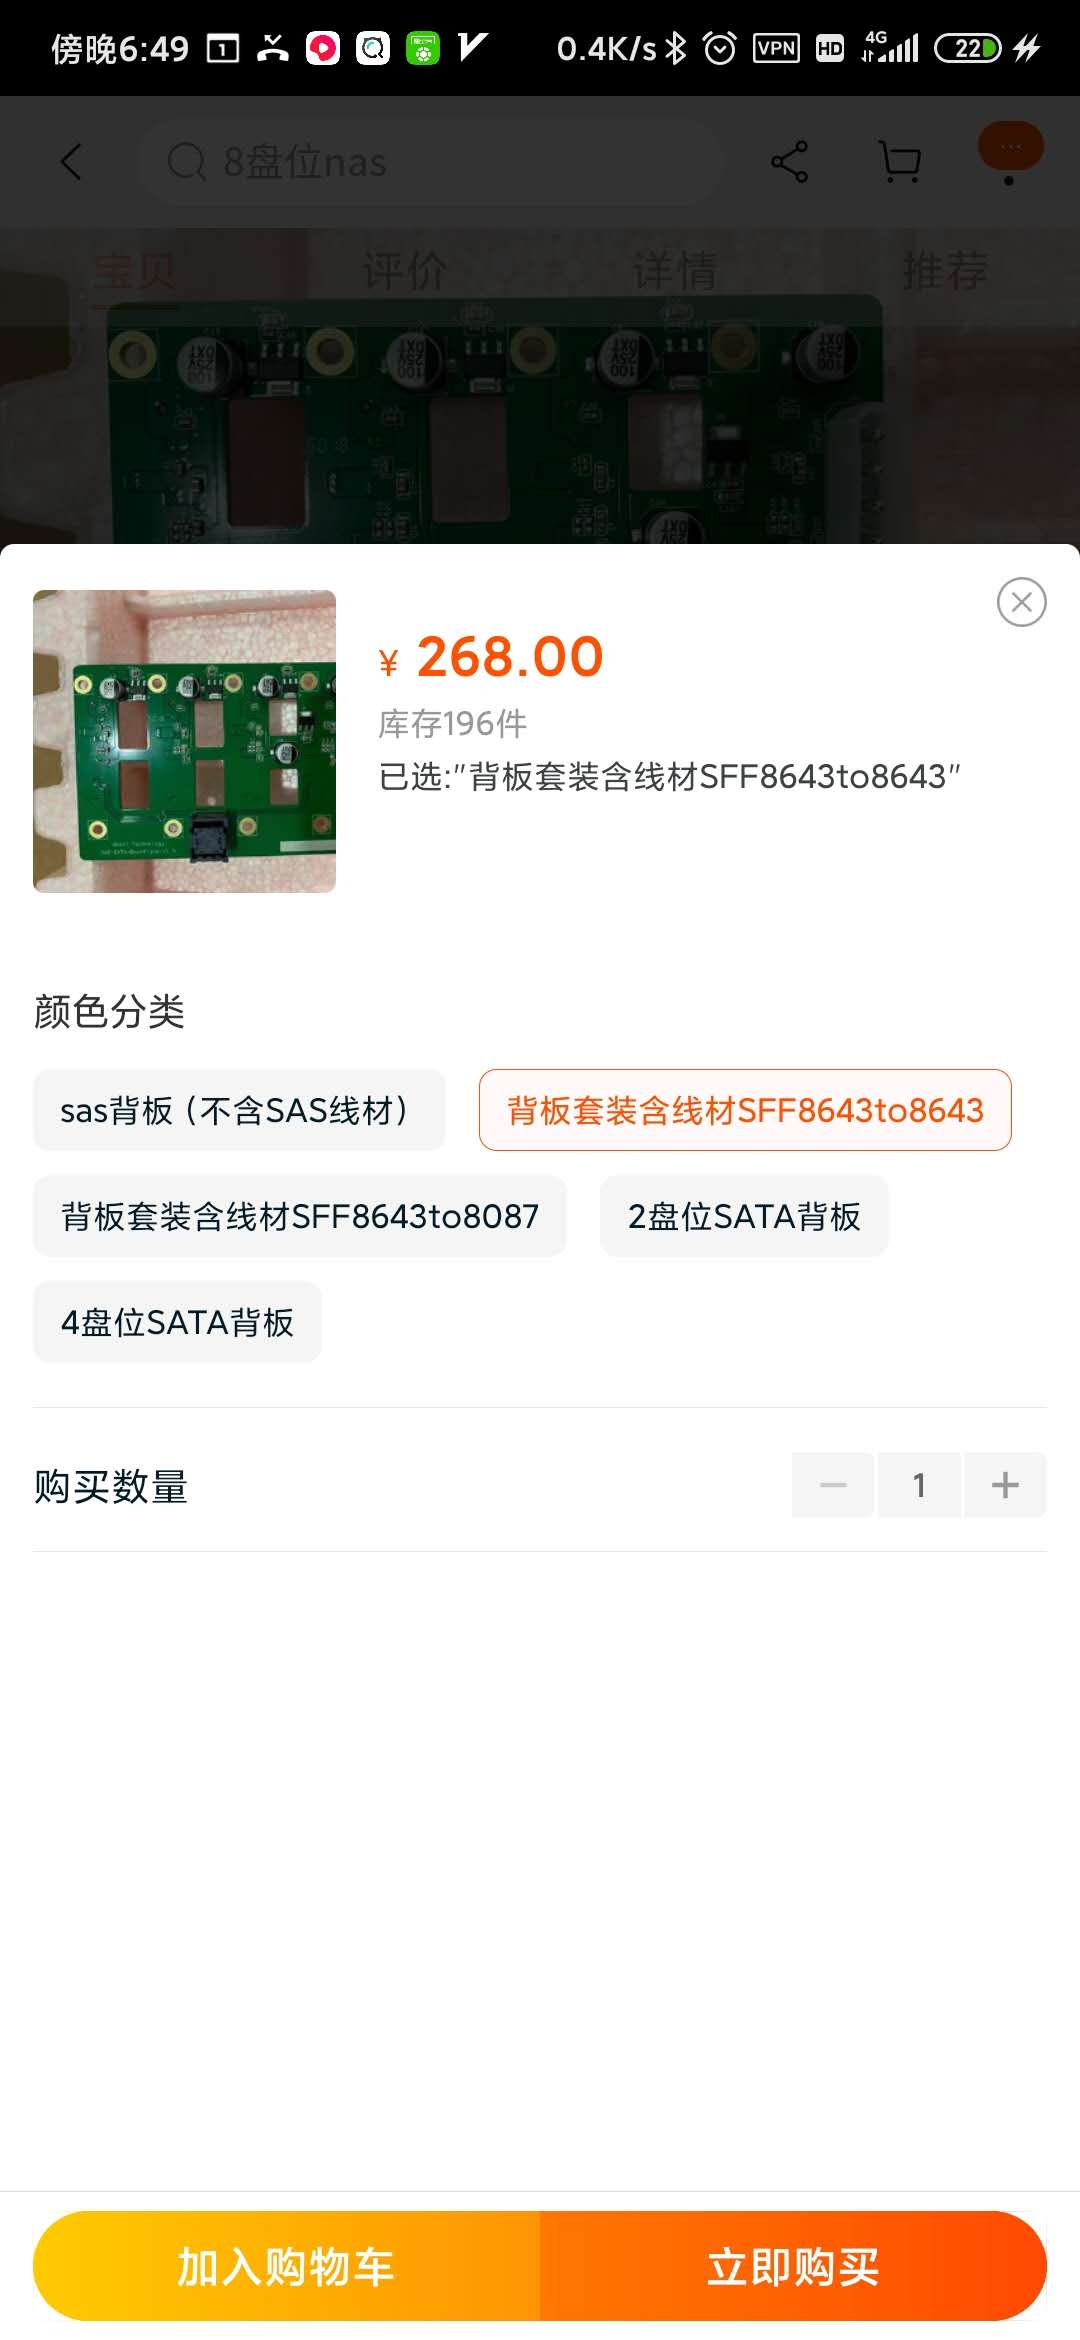 傍晚6:49
1
0.4K/s
VPN
HD
4G
22
8盘位nas
宝贝
评价
详情
推荐
¥ 268.00
库存196件
已选:"背板套装含线材SFF8643to8643"
颜色分类
sas背板（不含SAS线材）
背板套装含线材SFF8643to8643
背板套装含线材SFF8643to8087
2盘位SATA背板
4盘位SATA背板
购买数量
1
加入购物车
立即购买